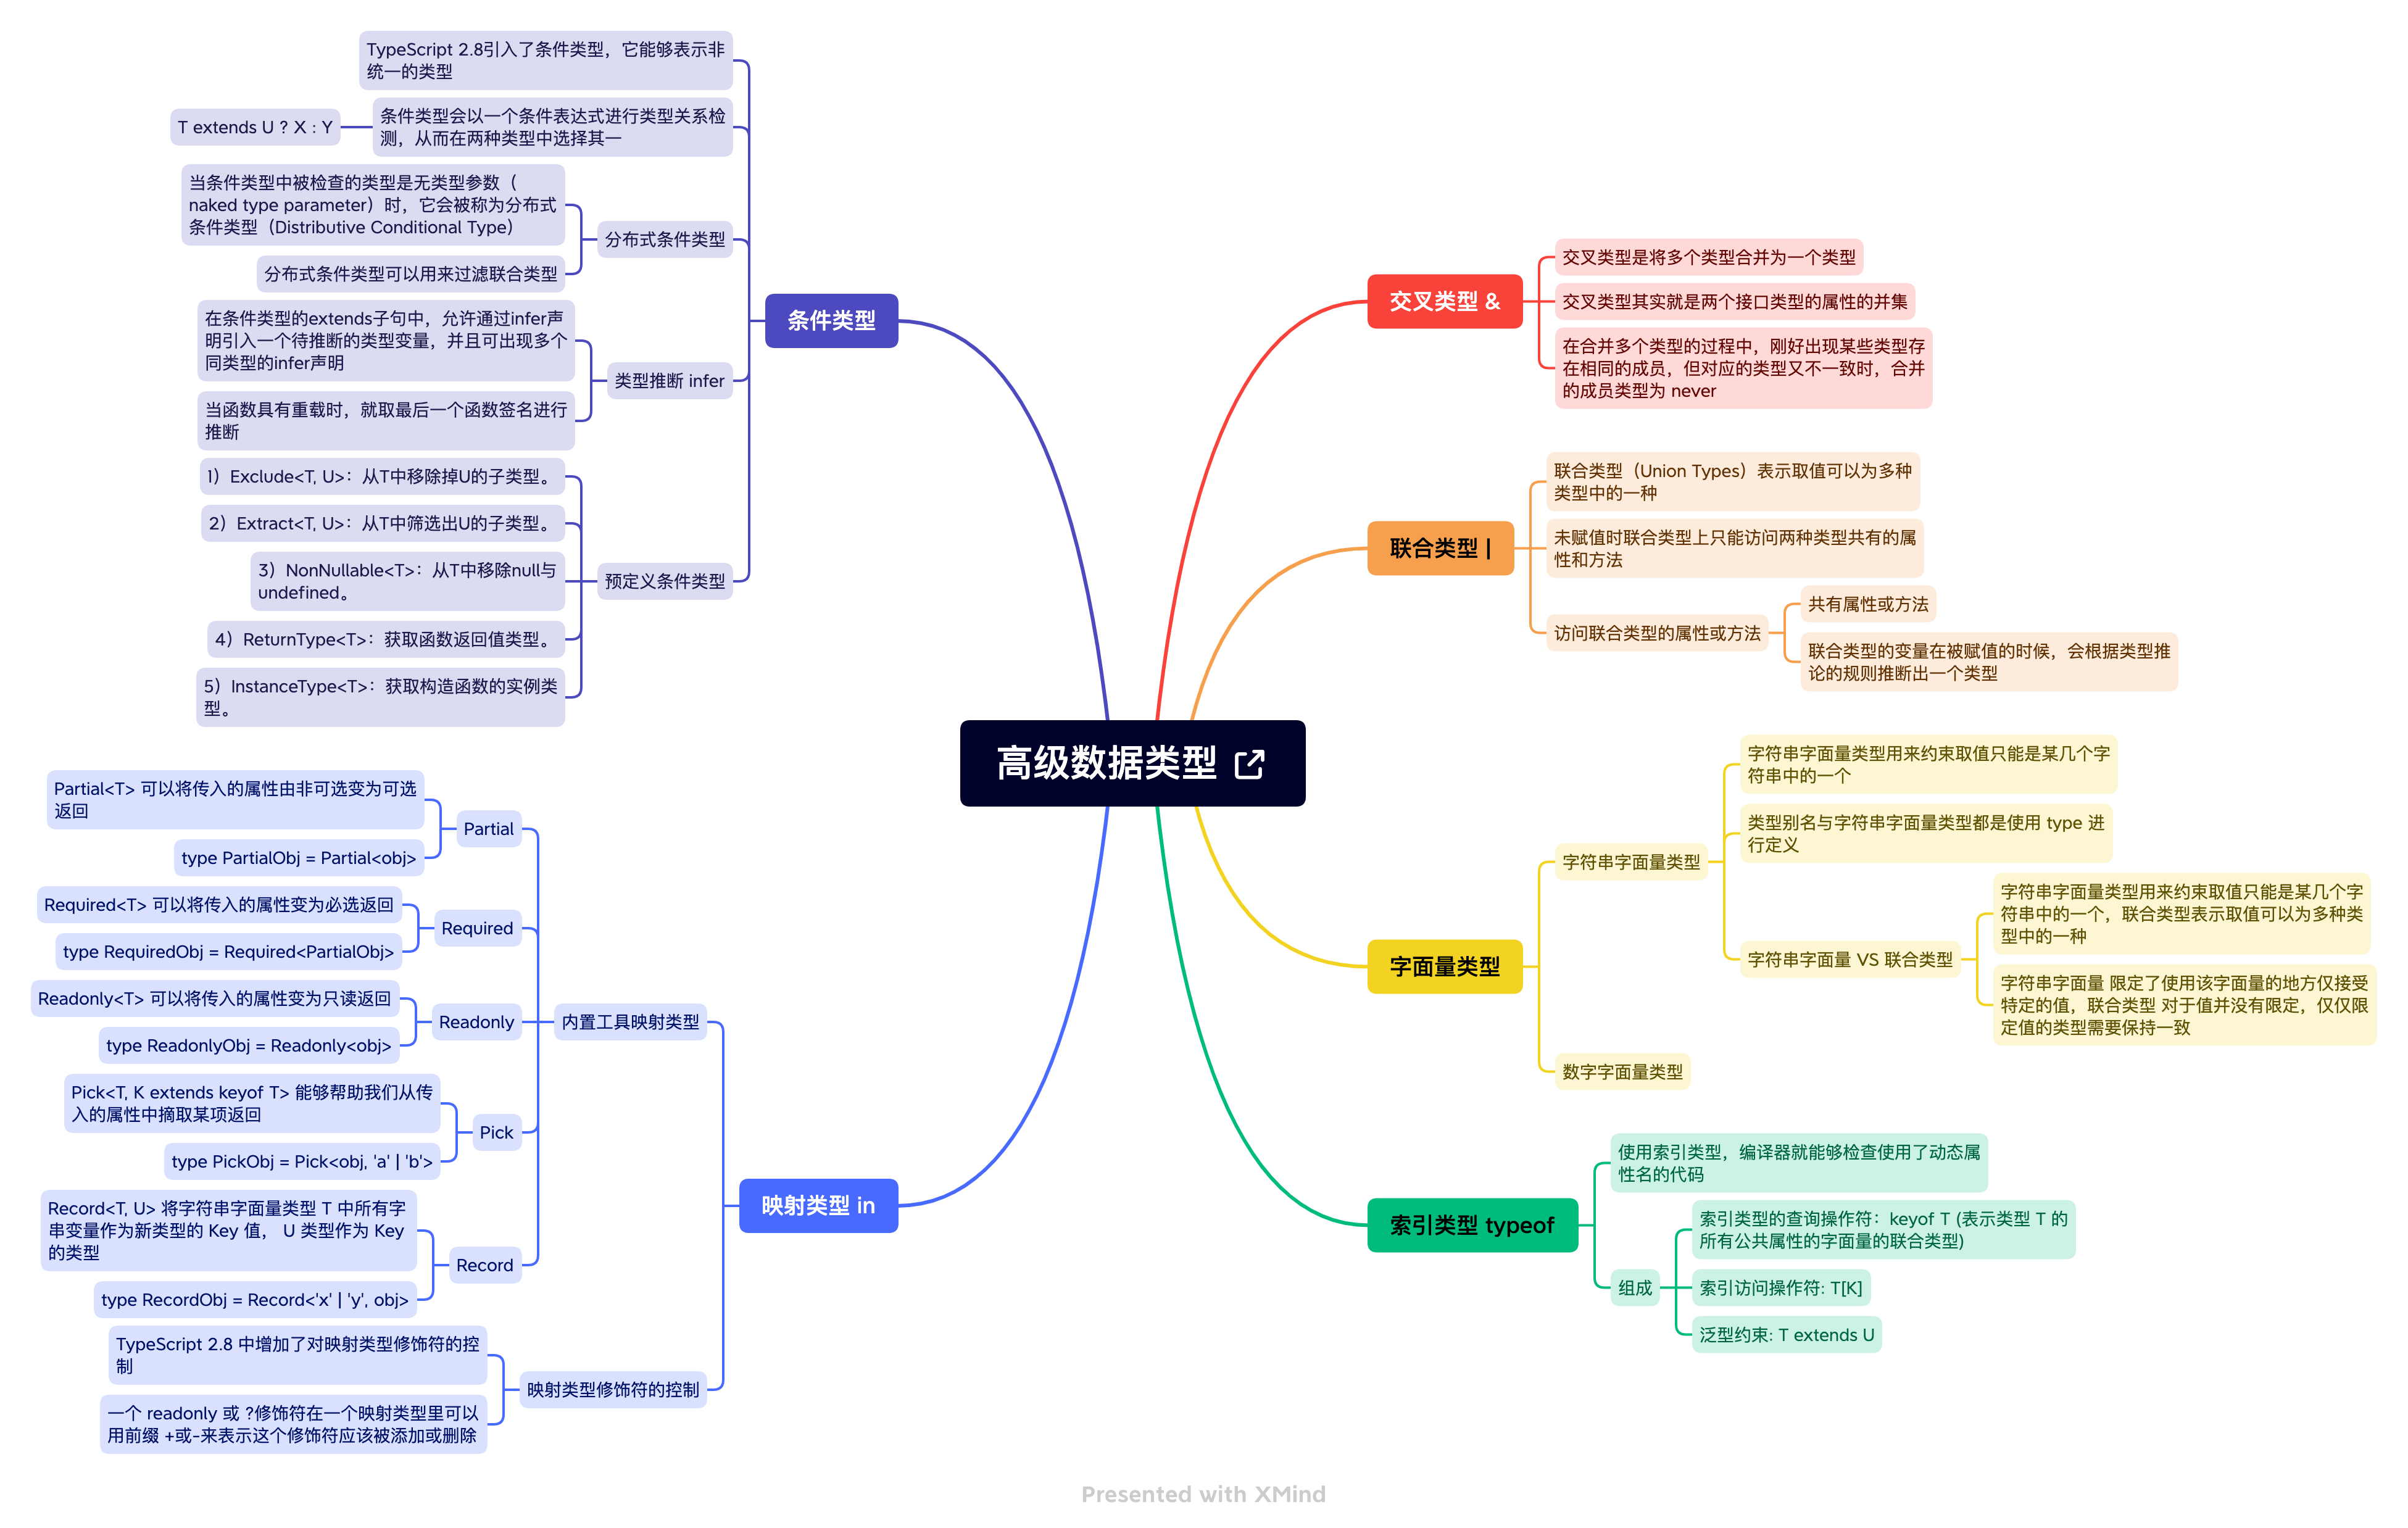 高级数据类型
交叉类型 &
交叉类型是将多个类型合并为一个类型
交叉类型其实就是两个接口类型的属性的并集
在合并多个类型的过程中，刚好出现某些类型存
在相同的成员，但对应的类型又不一致时，合并
的成员类型为 never
联合类型 |
联合类型（Union Types）表示取值可以为多种
类型中的一种
未赋值时联合类型上只能访问两种类型共有的属
性和方法
访问联合类型的属性或方法
共有属性或方法
联合类型的变量在被赋值的时候，会根据类型推
论的规则推断出一个类型
字面量类型
字符串字面量类型
字符串字面量类型用来约束取值只能是某几个字
符串中的一个
类型别名与字符串字面量类型都是使用 type 进
行定义
字符串字面量 VS 联合类型
字符串字面量类型用来约束取值只能是某几个字
符串中的一个，联合类型表示取值可以为多种类
型中的一种
字符串字面量 限定了使用该字面量的地方仅接受
特定的值，联合类型 对于值并没有限定，仅仅限
定值的类型需要保持一致
数字字面量类型
索引类型 typeof
使用索引类型，编译器就能够检查使用了动态属
性名的代码
组成
索引类型的查询操作符：keyof T (表示类型 T 的
所有公共属性的字面量的联合类型)
索引访问操作符: T[K]
泛型约束: T extends U
条件类型
TypeScript 2.8引入了条件类型，它能够表示非
统一的类型
条件类型会以一个条件表达式进行类型关系检
测，从而在两种类型中选择其一
T extends U ? X : Y
分布式条件类型
当条件类型中被检查的类型是无类型参数（
naked type parameter）时，它会被称为分布式
条件类型（Distributive Conditional Type）
分布式条件类型可以用来过滤联合类型
类型推断 infer
在条件类型的extends子句中，允许通过infer声
明引入一个待推断的类型变量，并且可出现多个
同类型的infer声明
当函数具有重载时，就取最后一个函数签名进行
推断
预定义条件类型
1）Exclude<T, U>：从T中移除掉U的子类型。
2）Extract<T, U>：从T中筛选出U的子类型。
3）NonNullable<T>：从T中移除null与
undefined。
4）ReturnType<T>：获取函数返回值类型。
5）InstanceType<T>：获取构造函数的实例类
型。
映射类型 in
内置工具映射类型
Partial
Partial<T> 可以将传入的属性由非可选变为可选
返回
type PartialObj = Partial<obj>
Required
Required<T> 可以将传入的属性变为必选返回
type RequiredObj = Required<PartialObj>
Readonly
Readonly<T> 可以将传入的属性变为只读返回
type ReadonlyObj = Readonly<obj>
Pick
Pick<T, K extends keyof T> 能够帮助我们从传
入的属性中摘取某项返回
type PickObj = Pick<obj, 'a' | 'b'>
Record
Record<T, U> 将字符串字面量类型 T 中所有字
串变量作为新类型的 Key 值， U 类型作为 Key
的类型
type RecordObj = Record<'x' | 'y', obj>
映射类型修饰符的控制
TypeScript 2.8 中增加了对映射类型修饰符的控
制
一个 readonly 或 ?修饰符在一个映射类型里可以
用前缀 +或-来表示这个修饰符应该被添加或删除
Presented with XMind